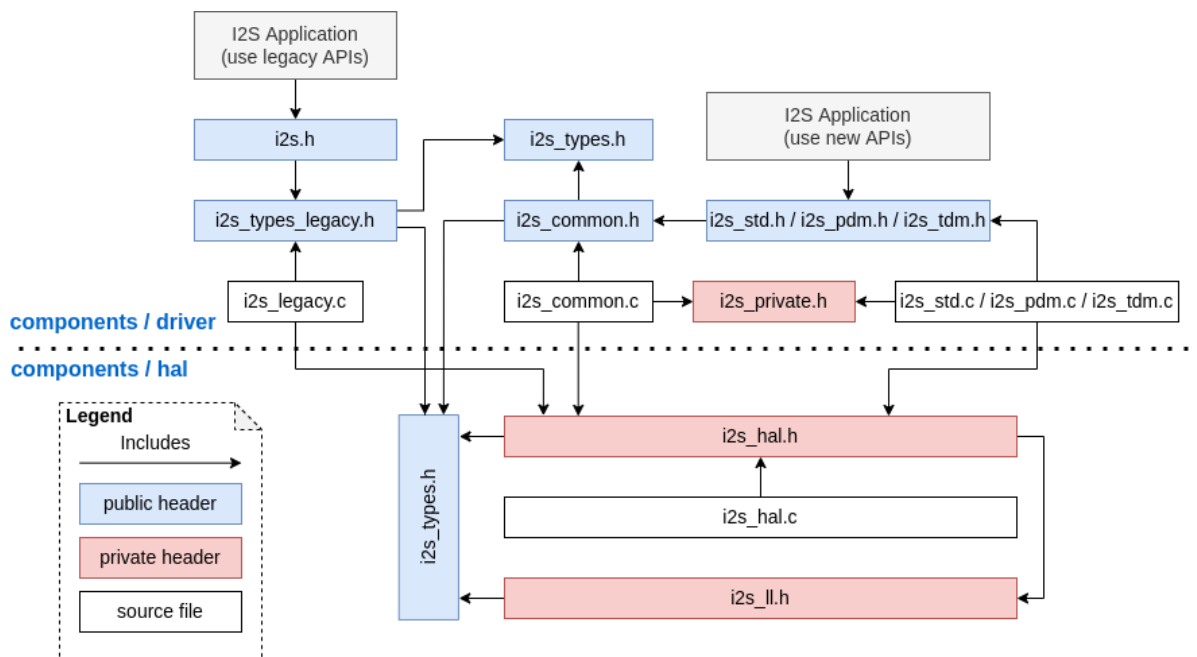 I2S Application
(use legacy APIs)
I2S Application
(use new APIs)
i2s.h
i2s_types.h
i2s_types_legacy.h
i2s_common.h
i2s_std.h / i2s_pdm.h / i2s_tdm.h
i2s_legacy.c
i2s_common.c
i2s_private.h
i2s_std.c / i2s_pdm.c / i2s_tdm.c
components / driver
components / hal
Legend
Includes
public header
private header
source file
i2s_types.h
i2s_hal.h
i2s_hal.c
i2s_ll.h